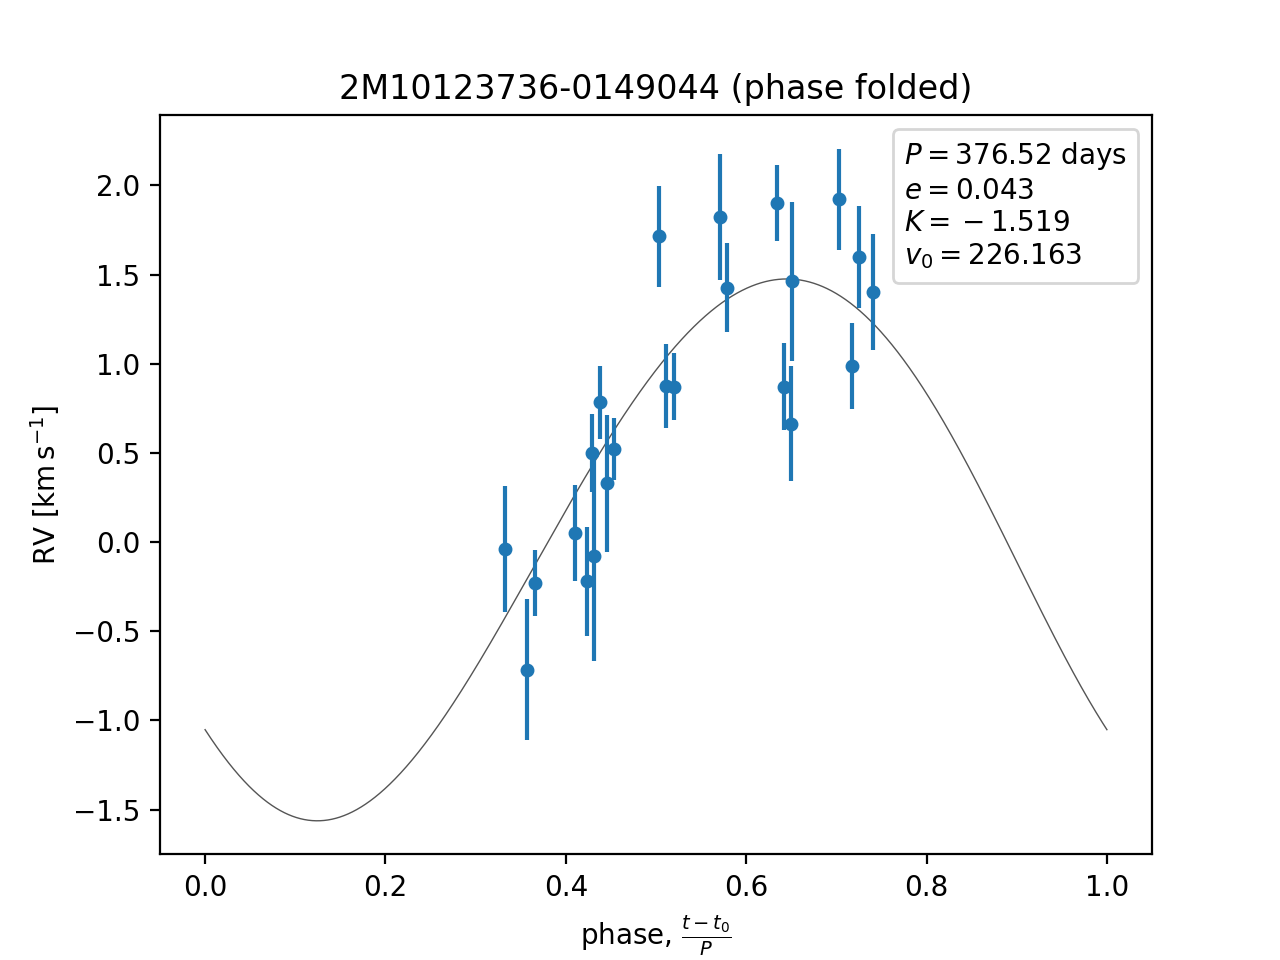 2M10123736-0149044 (phase folded)
P = 376.52 days
e = 0.043
K = −1.519
v₀ = 226.163
2.0
1.5
1.0
0.5
0.0
−0.5
−1.0
−1.5
RV [km s⁻¹]
0.0 0.2 0.4 0.6 0.8 1.0
phase, (t − t₀)/P